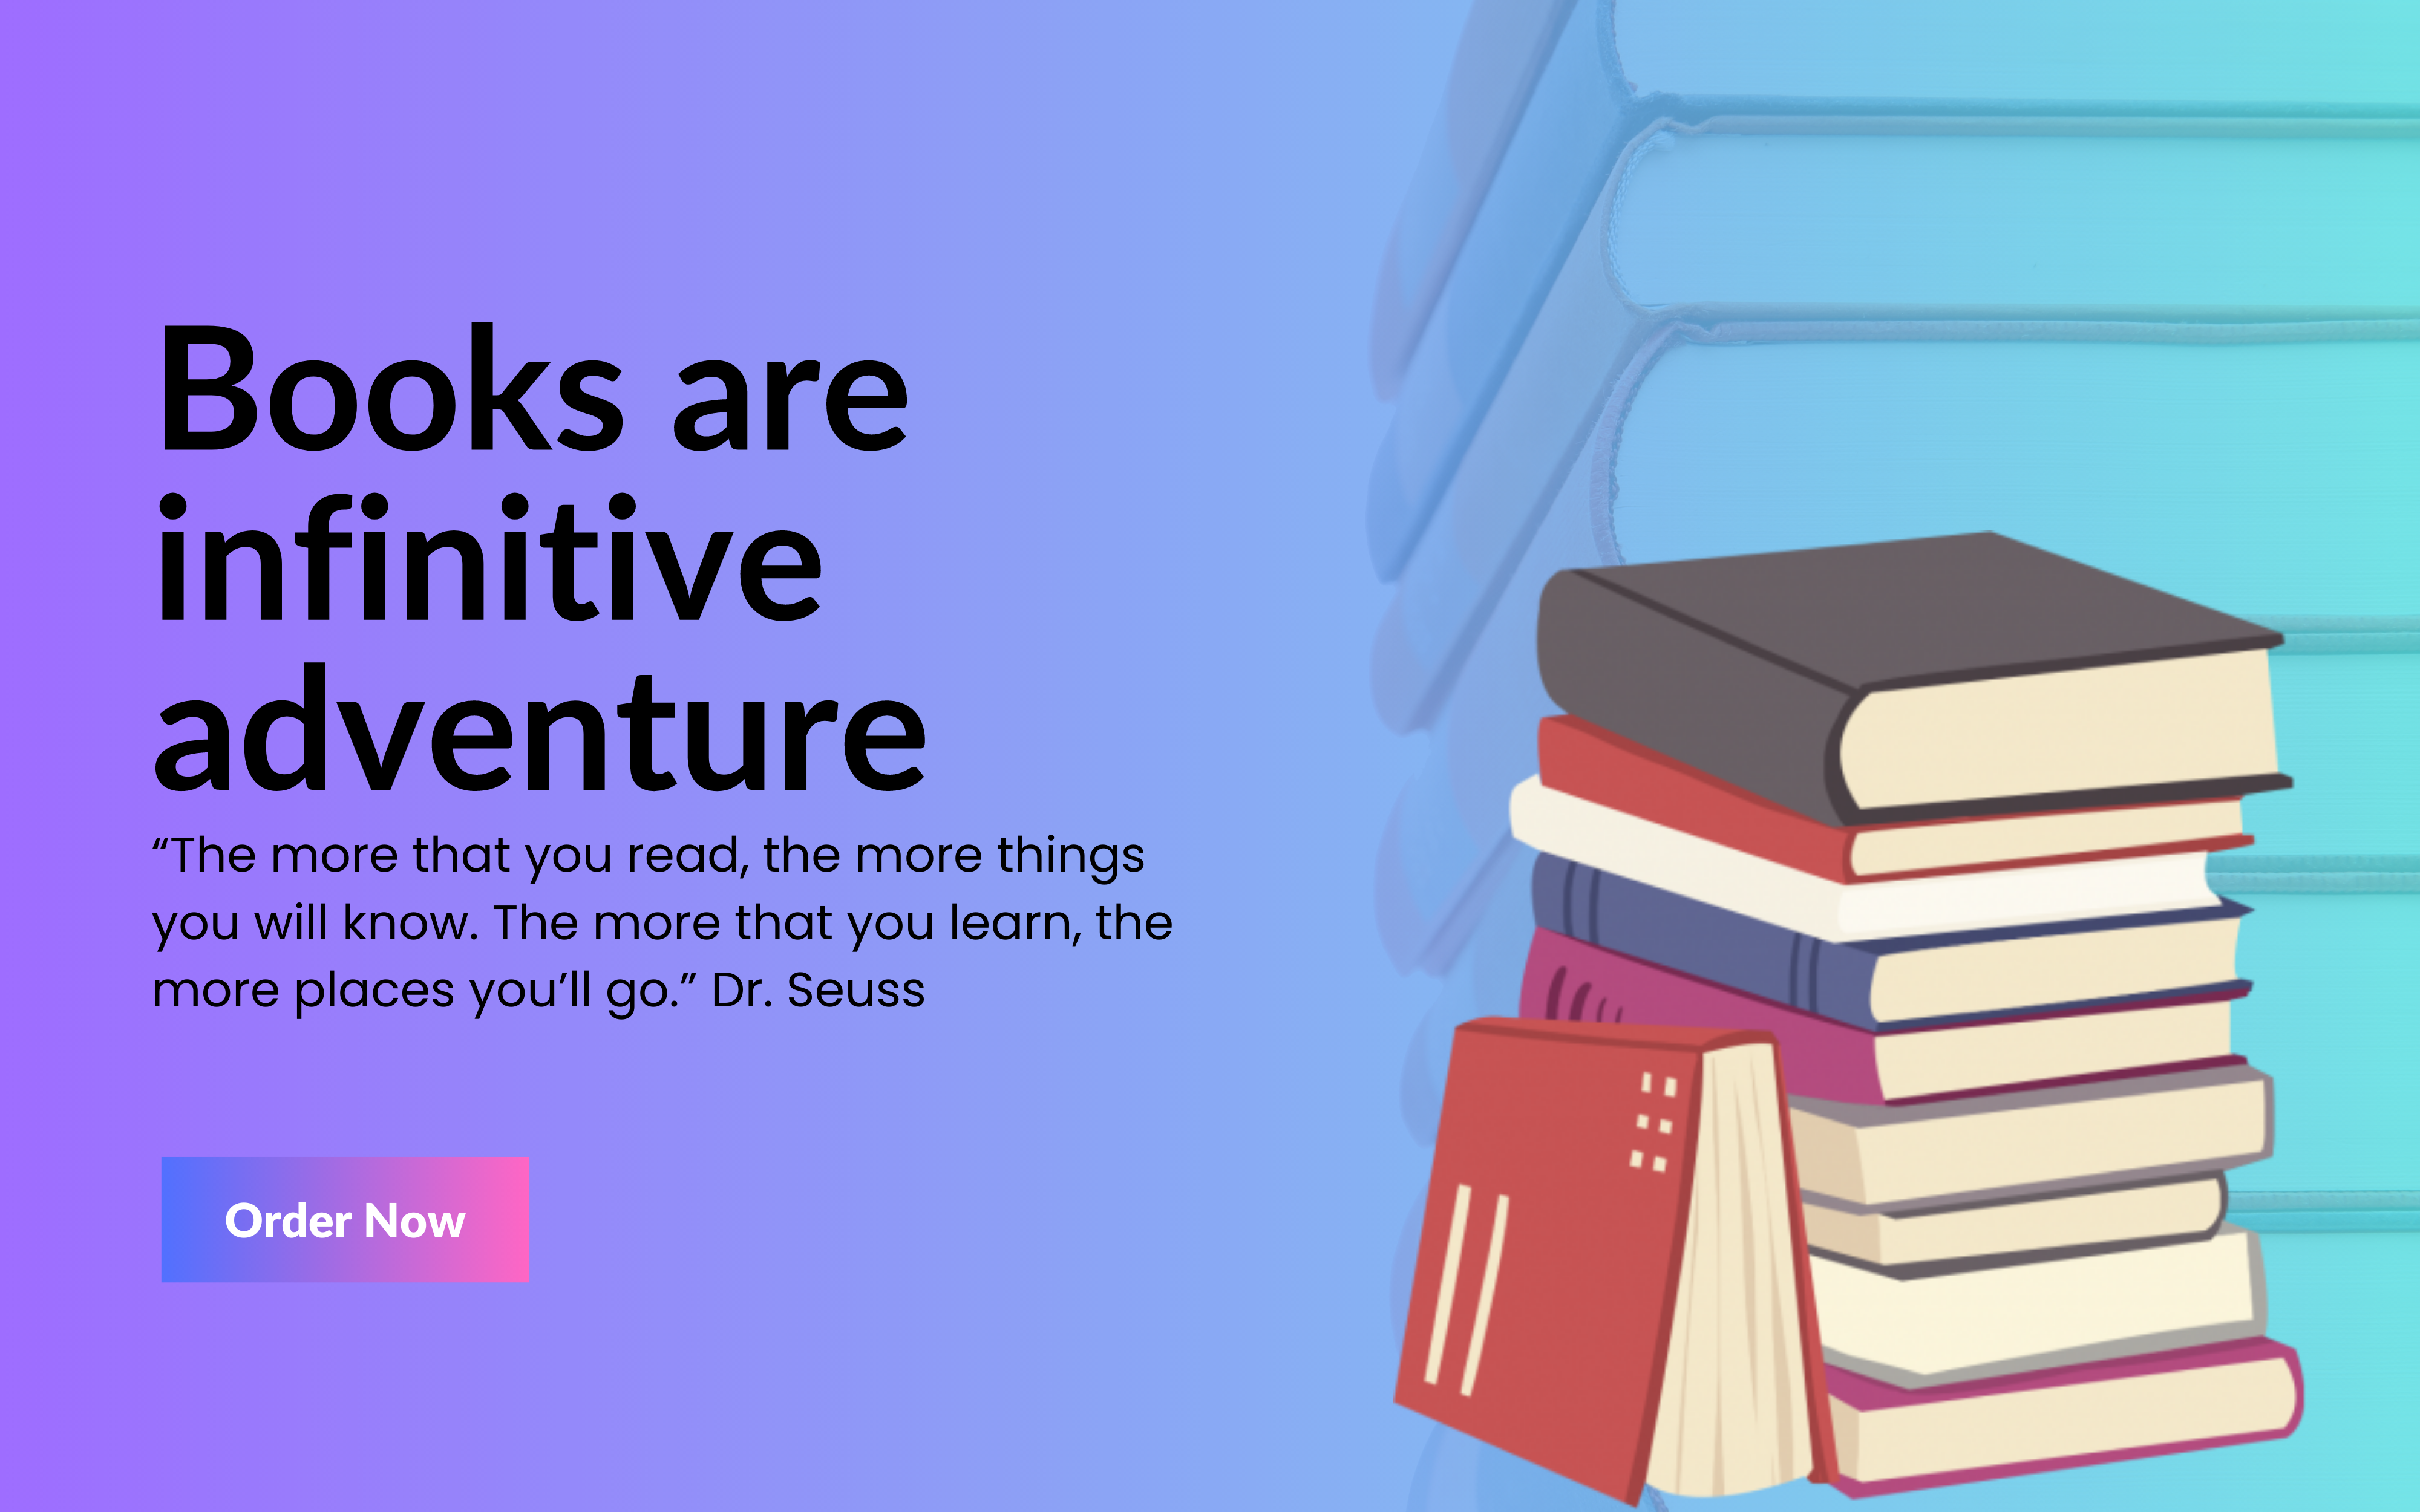 Books are
infinitive
adventure
“The more that you read, the more things
you will know. The more that you learn, the
more places you’ll go.” Dr. Seuss
Order Now